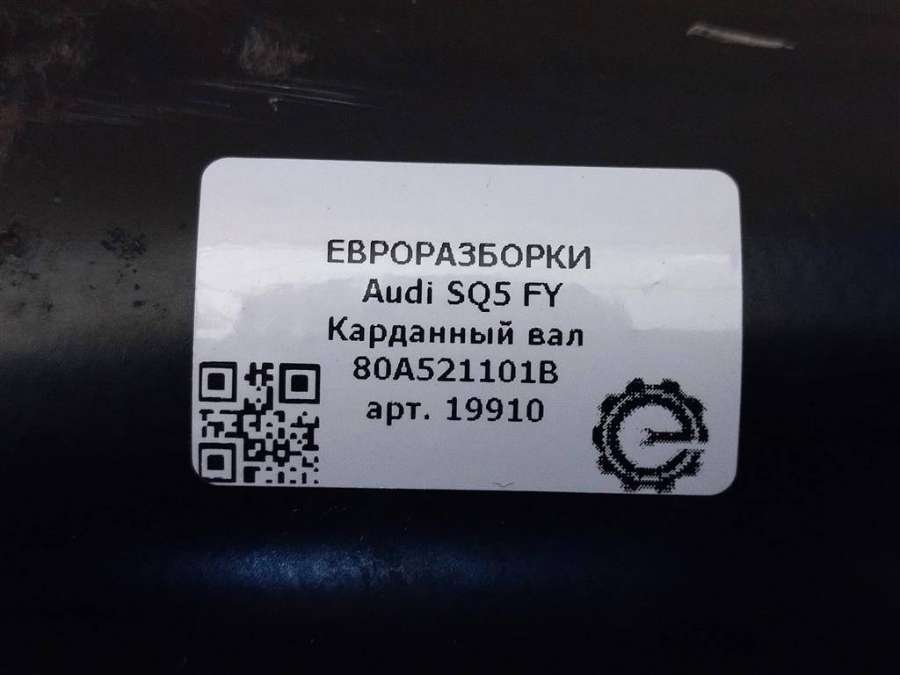 ЕВРОРАЗБОРКИ
Audi SQ5 FY
Карданный вал
80A521101B
арт. 19910